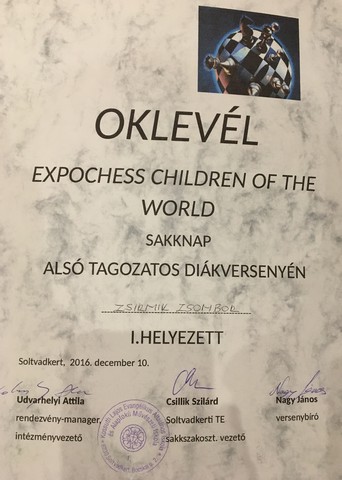 OKLEVÉL
EXPOCHESS CHILDREN OF THE
WORLD
SAKKNAP
ALSÓ TAGOZATOS DIÁKVERSENYÉN
ZSOMBOR
I.HELYEZETT
Soltvadkert, 2016. december 10.
Udvarhelyi Attila Csillik Szilárd Nagy János
rendezvény-manager, Soltvadkerti TE versenybíró
intézményvezető sakkszakoszt. vezető